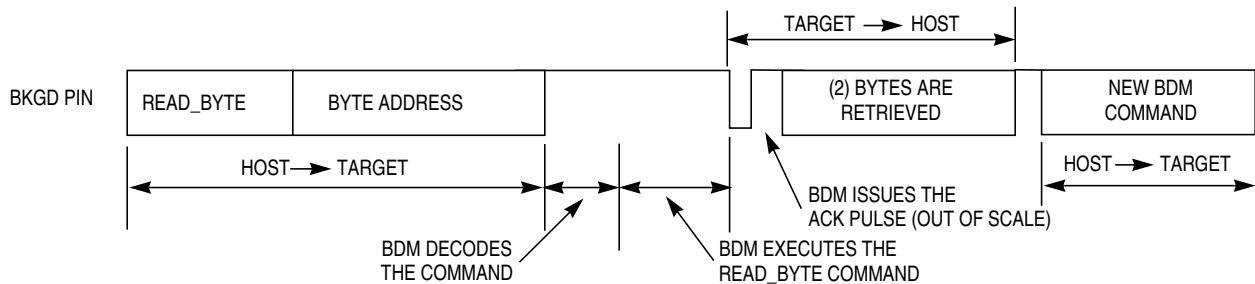 TARGET → HOST
BKGD PIN
READ_BYTE
BYTE ADDRESS
(2) BYTES ARE
RETRIEVED
NEW BDM
COMMAND
HOST → TARGET
HOST → TARGET
BDM ISSUES THE
ACK PULSE (OUT OF SCALE)
BDM DECODES
THE COMMAND
BDM EXECUTES THE
READ_BYTE COMMAND